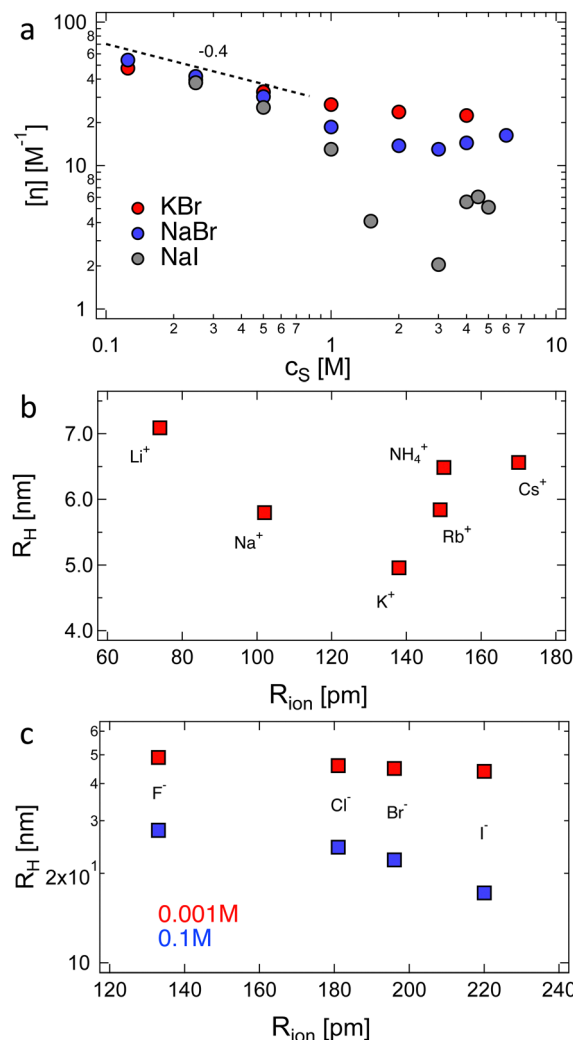 a
100
10
1
[η] [M⁻¹]
2
4
6
8
2
4
6
8
-0.4
KBr
NaBr
NaI
2 3 4 5 6 7 2 3 4 5 6 7
0.1 1 10
c_S [M]
b
7.0
6.0
5.0
4.0
R_H [nm]
Li⁺
Na⁺
K⁺
NH₄⁺
Rb⁺
Cs⁺
60 80 100 120 140 160 180
R_ion [pm]
c
6
5
4
3
2x10¹
10
R_H [nm]
F⁻
Cl⁻
Br⁻
I⁻
0.001M
0.1M
120 140 160 180 200 220 240
R_ion [pm]